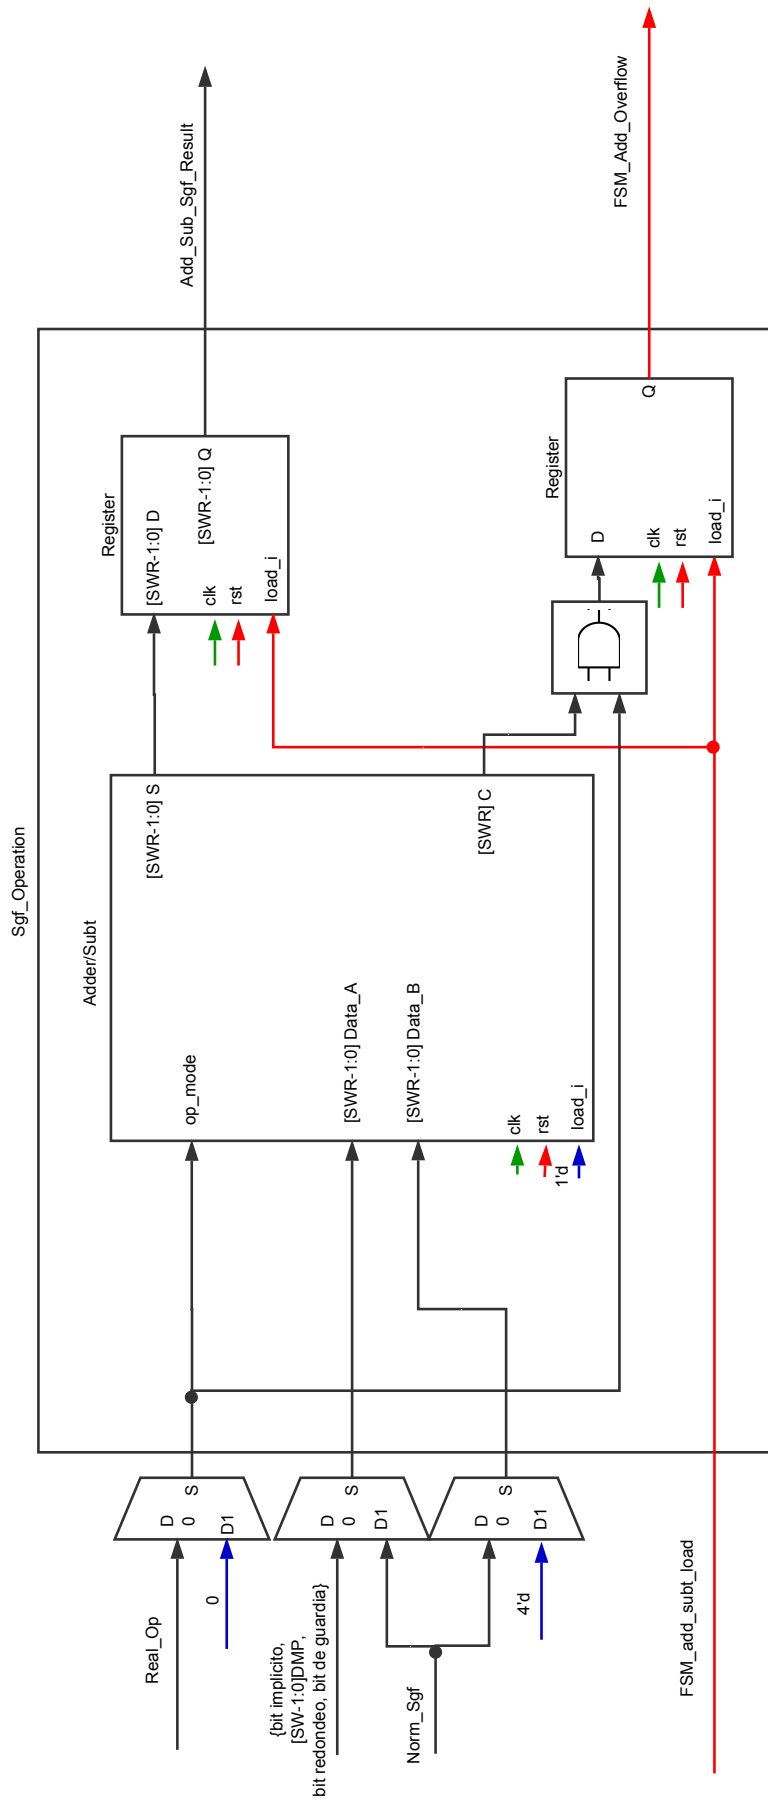 Add_Sub_Sgf_Result
FSM_Add_Overflow
Sgf_Operation
Register
[SWR-1:0] D
[SWR-1:0] Q
clk
rst
load_i
Register
D
Q
clk
rst
load_i
Adder/Subt
[SWR-1:0] S
[SWR] C
op_mode
[SWR-1:0] Data_A
[SWR-1:0] Data_B
clk
rst
load_i
1'd
D
0
S
D1
D
0
S
D1
D
0
S
D1
Real_Op
0
{bit implicito,
[SW-1:0]DMP,
bit redondeo, bit de guardia}
Norm_Sgf
4'd
FSM_add_subt_load